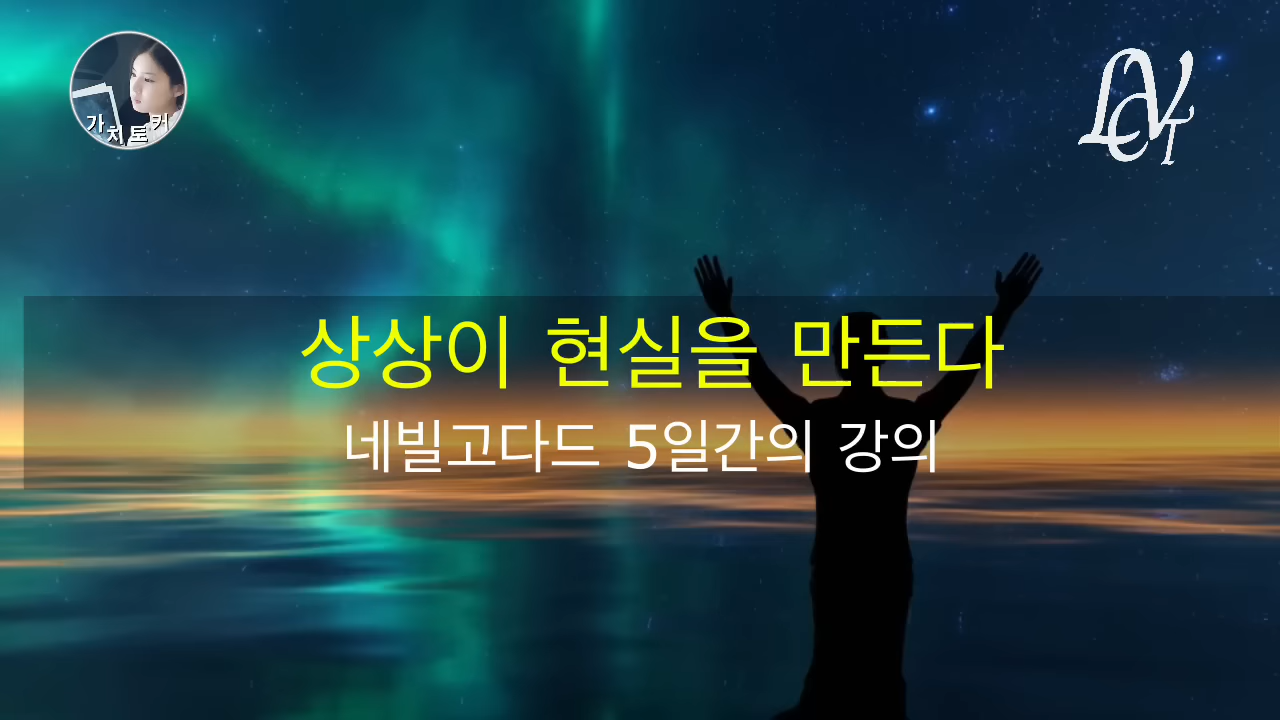 가치토커
상상이 현실을 만든다
네빌고다드 5일간의 강의